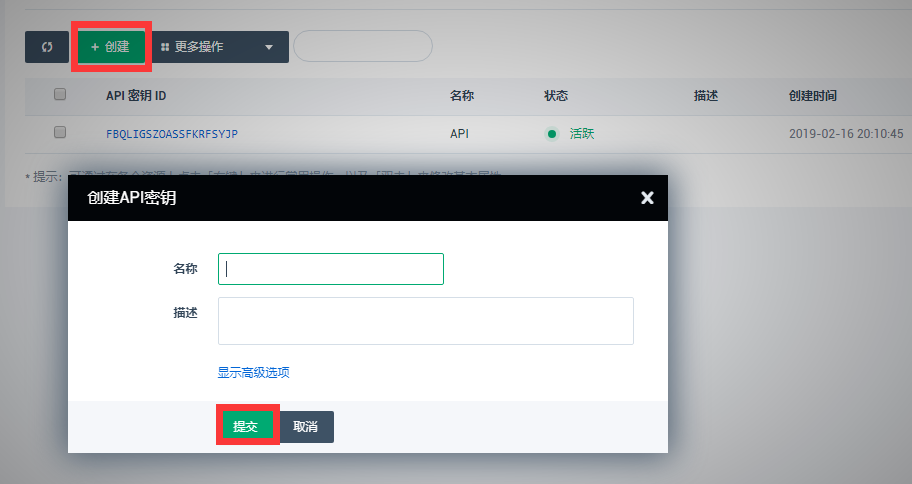 创建
更多操作
API 密钥 ID
名称
状态
描述
创建时间
FBQLIGSZOASSFKRFSYJP
API
活跃
2019-02-16 20:10:45
* 提示：
创建API密钥
名称
描述
显示高级选项
提交
取消